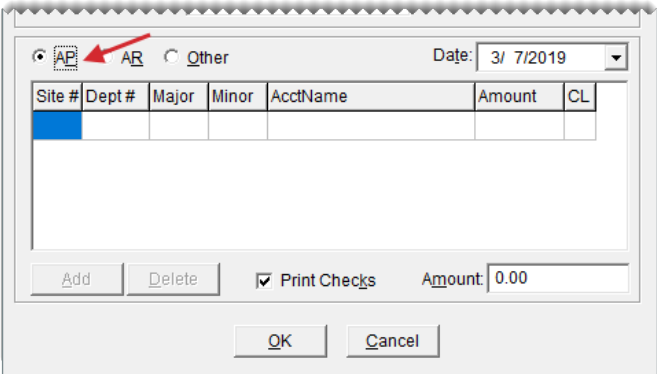 AP AR Other Date: 3/ 7/2019
Site # Dept # Major Minor AcctName Amount CL
Add Delete Print Checks Amount: 0.00
OK Cancel